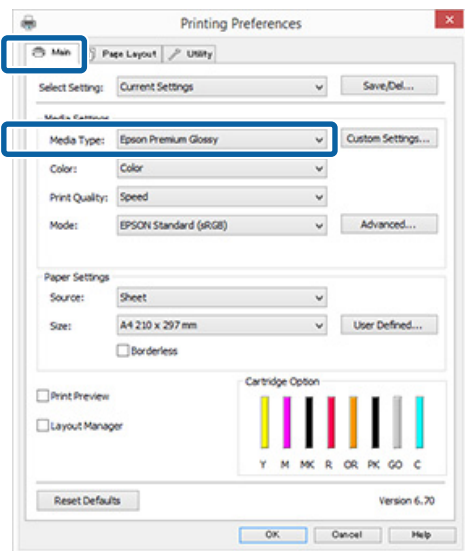 Printing Preferences
Main Page Layout Utility
Select Setting: Current Settings Save/Del...
Media Settings
Media Type: Epson Premium Glossy Custom Settings...
Color: Color
Print Quality: Speed
Mode: EPSON Standard (sRGB) Advanced...
Paper Settings
Source: Sheet
Size: A4 210 x 297 mm User Defined...
Borderless
Cartridge Option
Print Preview
Layout Manager
Y M MK R OR PK GO C
Reset Defaults Version 6.70
OK Cancel Help